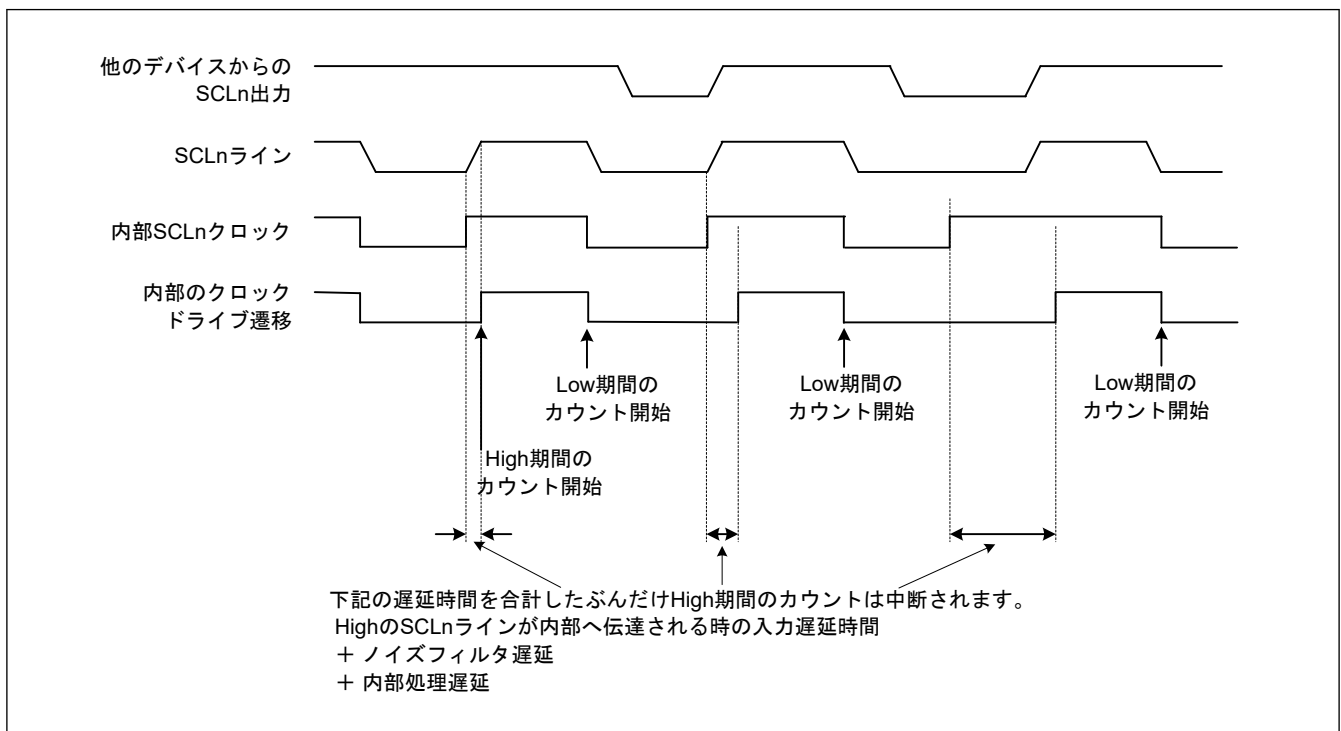 他のデバイスからの
SCLn出力
SCLnライン
内部SCLnクロック
内部のクロック
ドライブ遷移
Low期間の
カウント開始
Low期間の
カウント開始
Low期間の
カウント開始
High期間の
カウント開始
下記の遅延時間を合計したぶんだけHigh期間のカウントは中断されます。
HighのSCLnラインが内部へ伝達される時の入力遅延時間
＋ ノイズフィルタ遅延
＋ 内部処理遅延